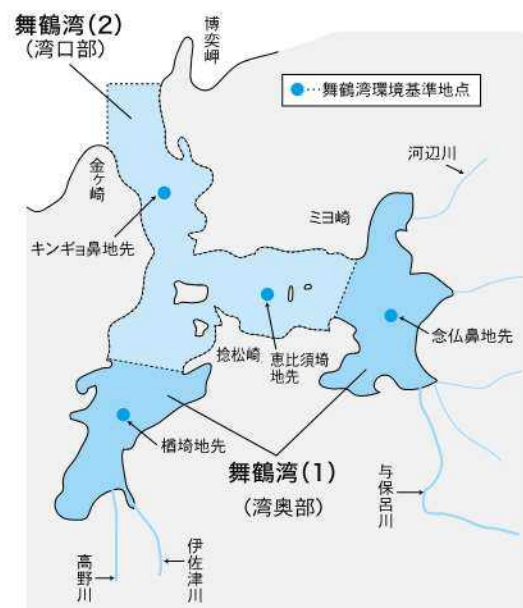 舞鶴湾(2)
(湾口部)
博奕岬
●…舞鶴湾環境基準地点
河辺川
金ヶ崎
ミヨ崎
キンギョ鼻地先
捻松崎
恵比須埼
地先
念仏鼻地先
楢埼地先
舞鶴湾(1)
(湾奥部)
与保呂川
伊佐津川
高野川